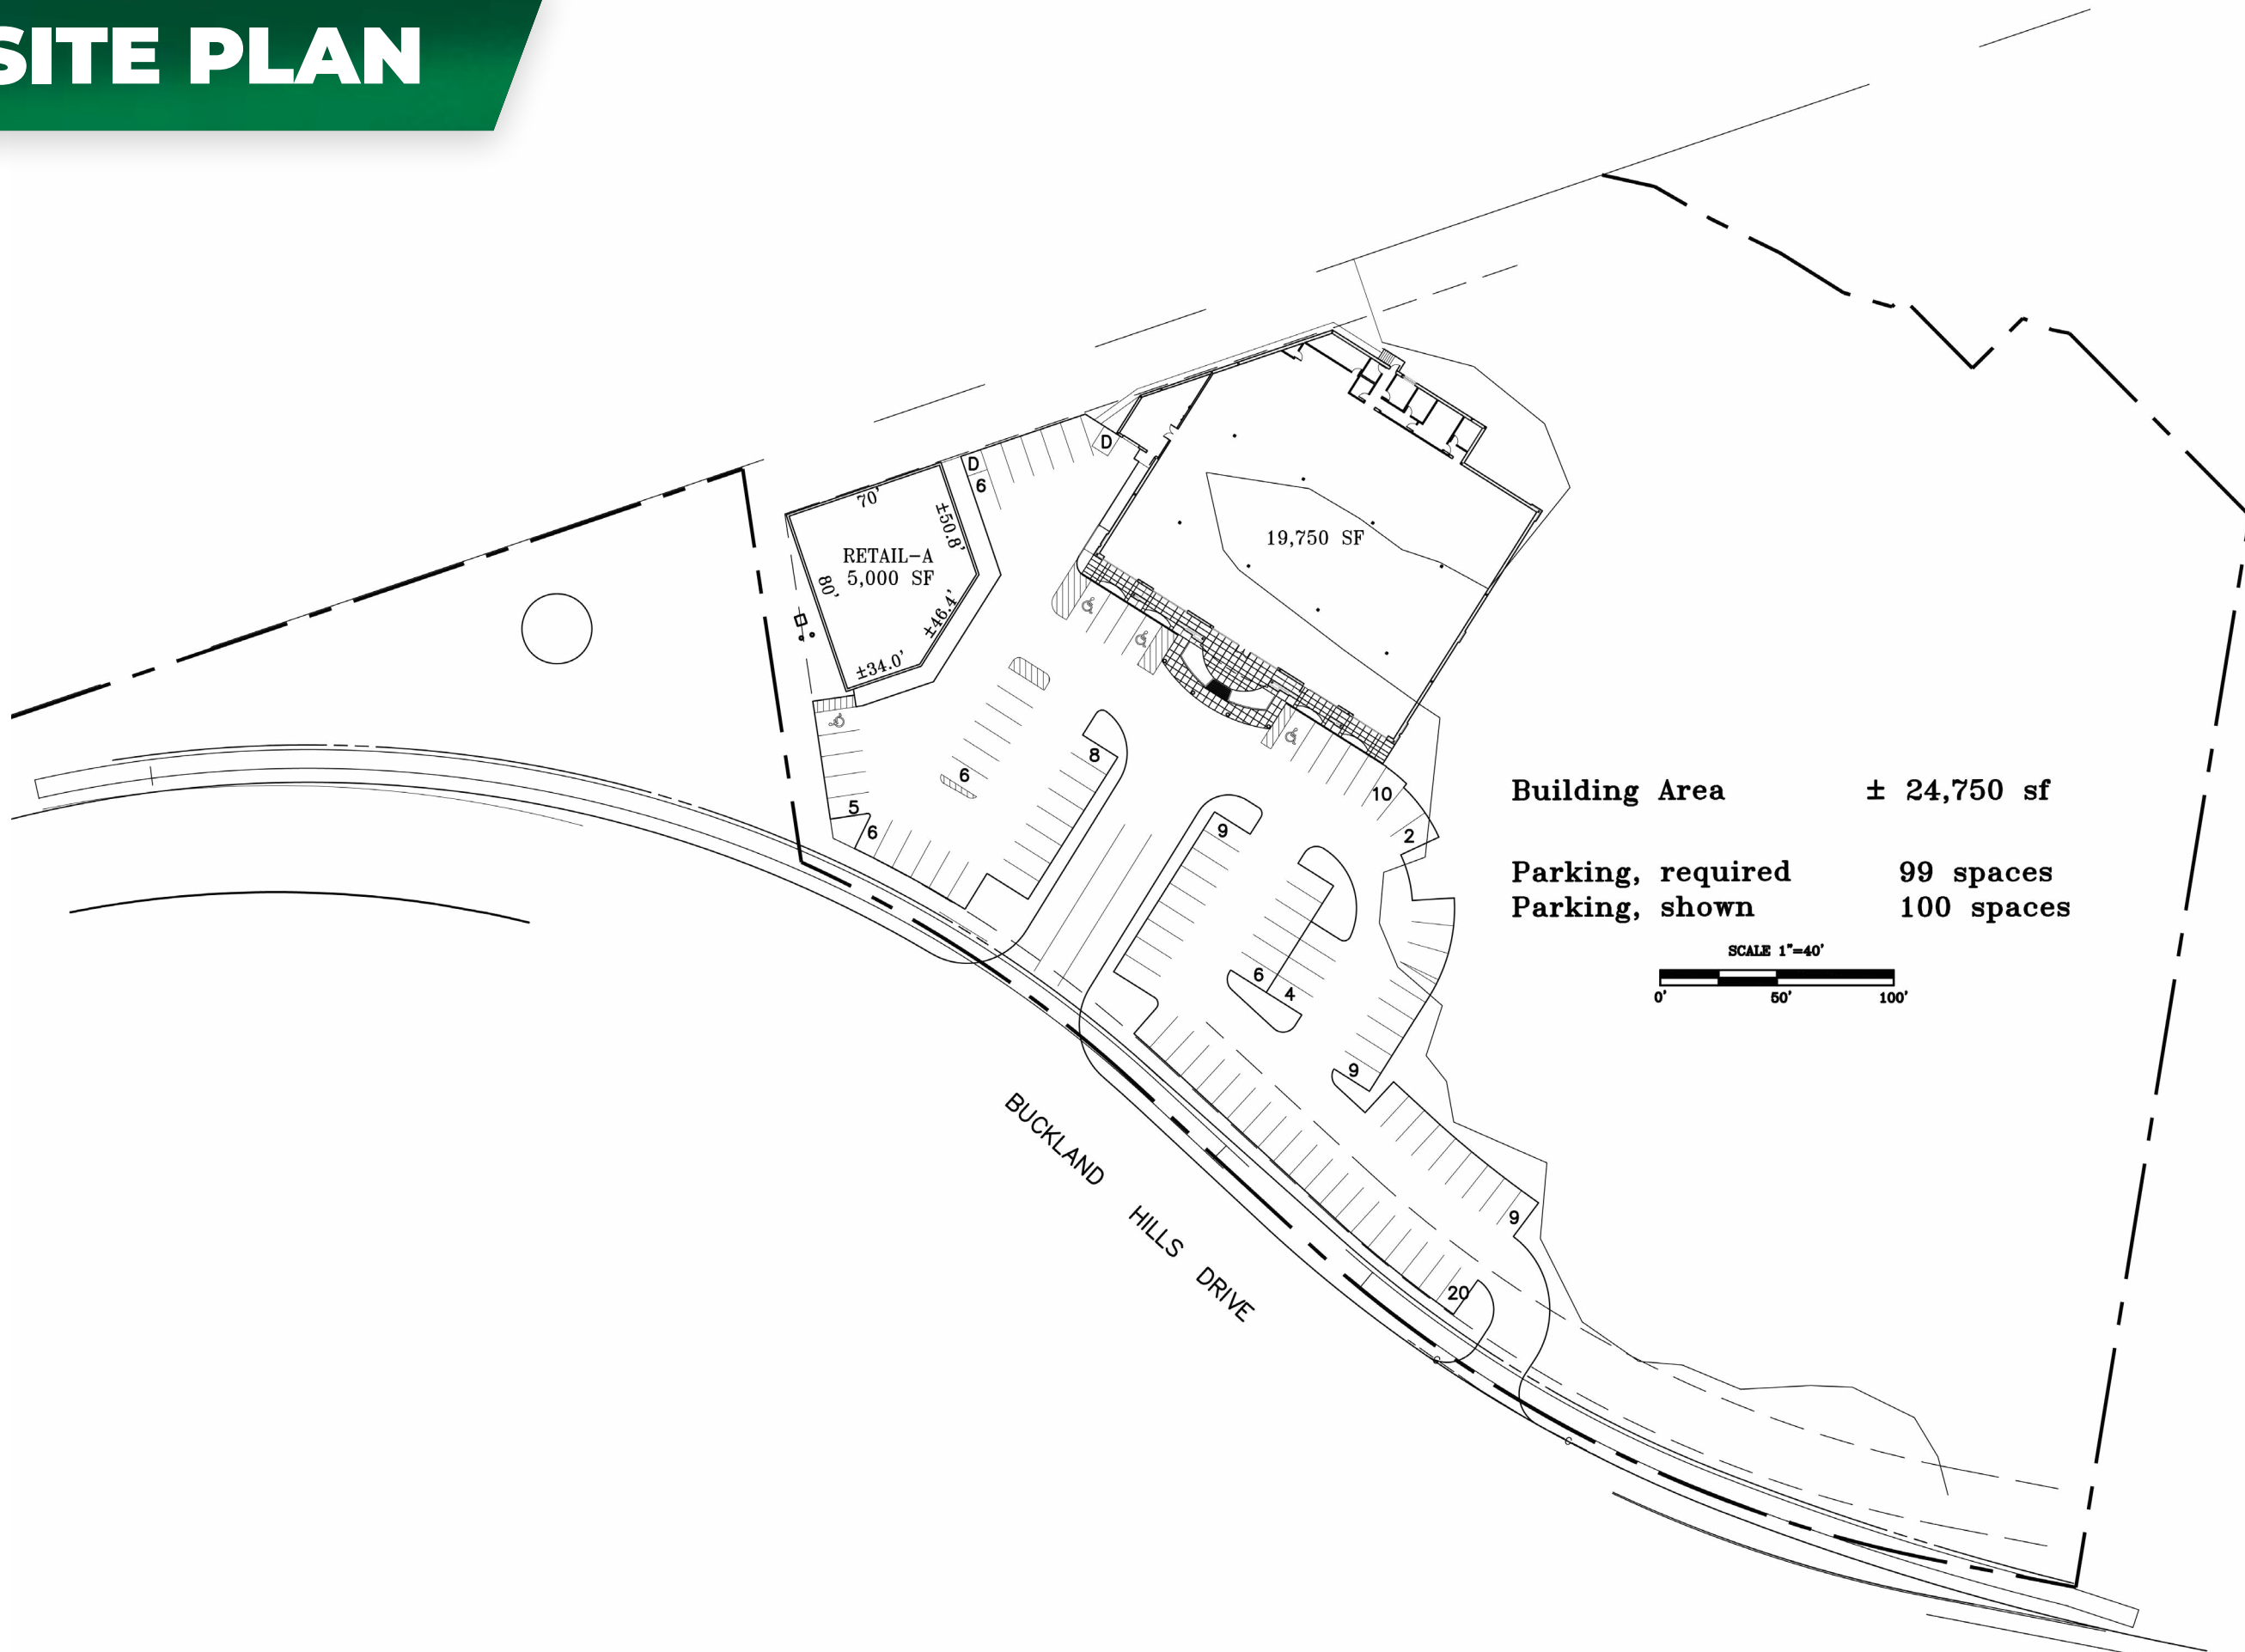 SITE PLAN
D
D
6
70'
±50.8'
RETAIL-A
5,000 SF
80'
±46.4'
±34.0'
19,750 SF
8
6
5
6
10
2
9
6
4
9
9
20
Building Area ± 24,750 sf
Parking, required 99 spaces
Parking, shown 100 spaces
SCALE 1"=40'
0' 50' 100'
BUCKLAND HILLS DRIVE
C
C